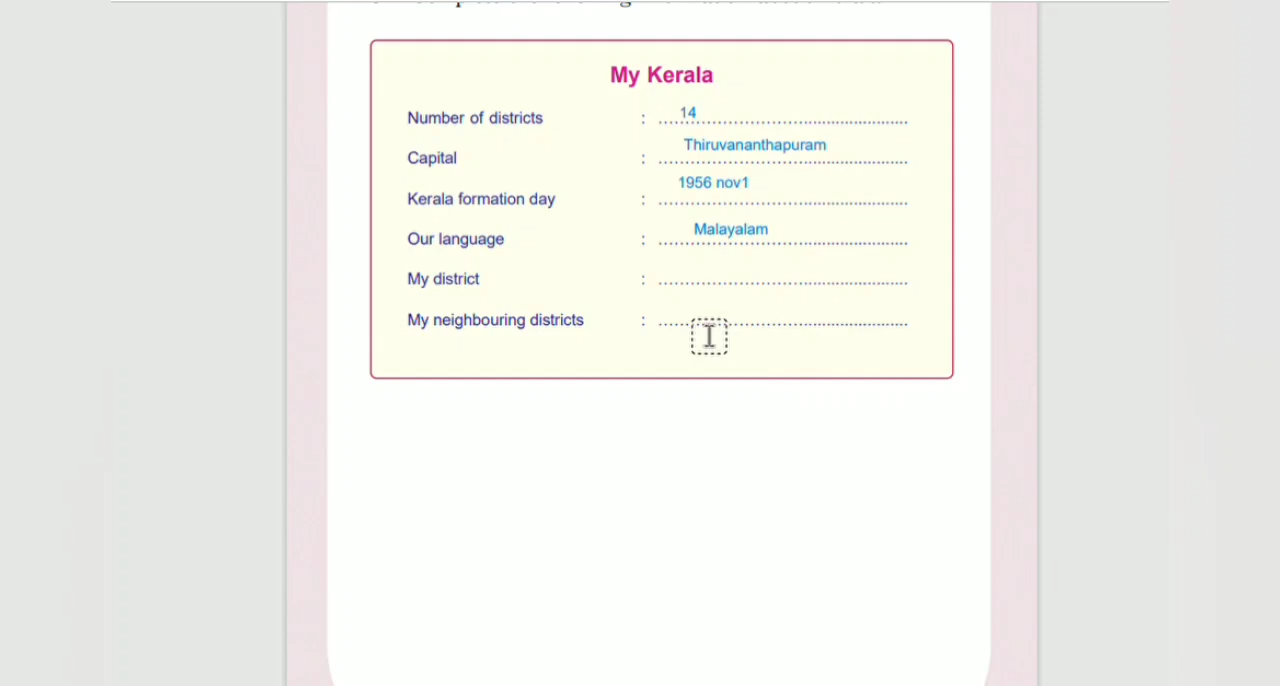 My Kerala
Number of districts : 14
Capital : Thiruvananthapuram
Kerala formation day : 1956 nov1
Our language : Malayalam
My district : ........................................
My neighbouring districts : ........................................